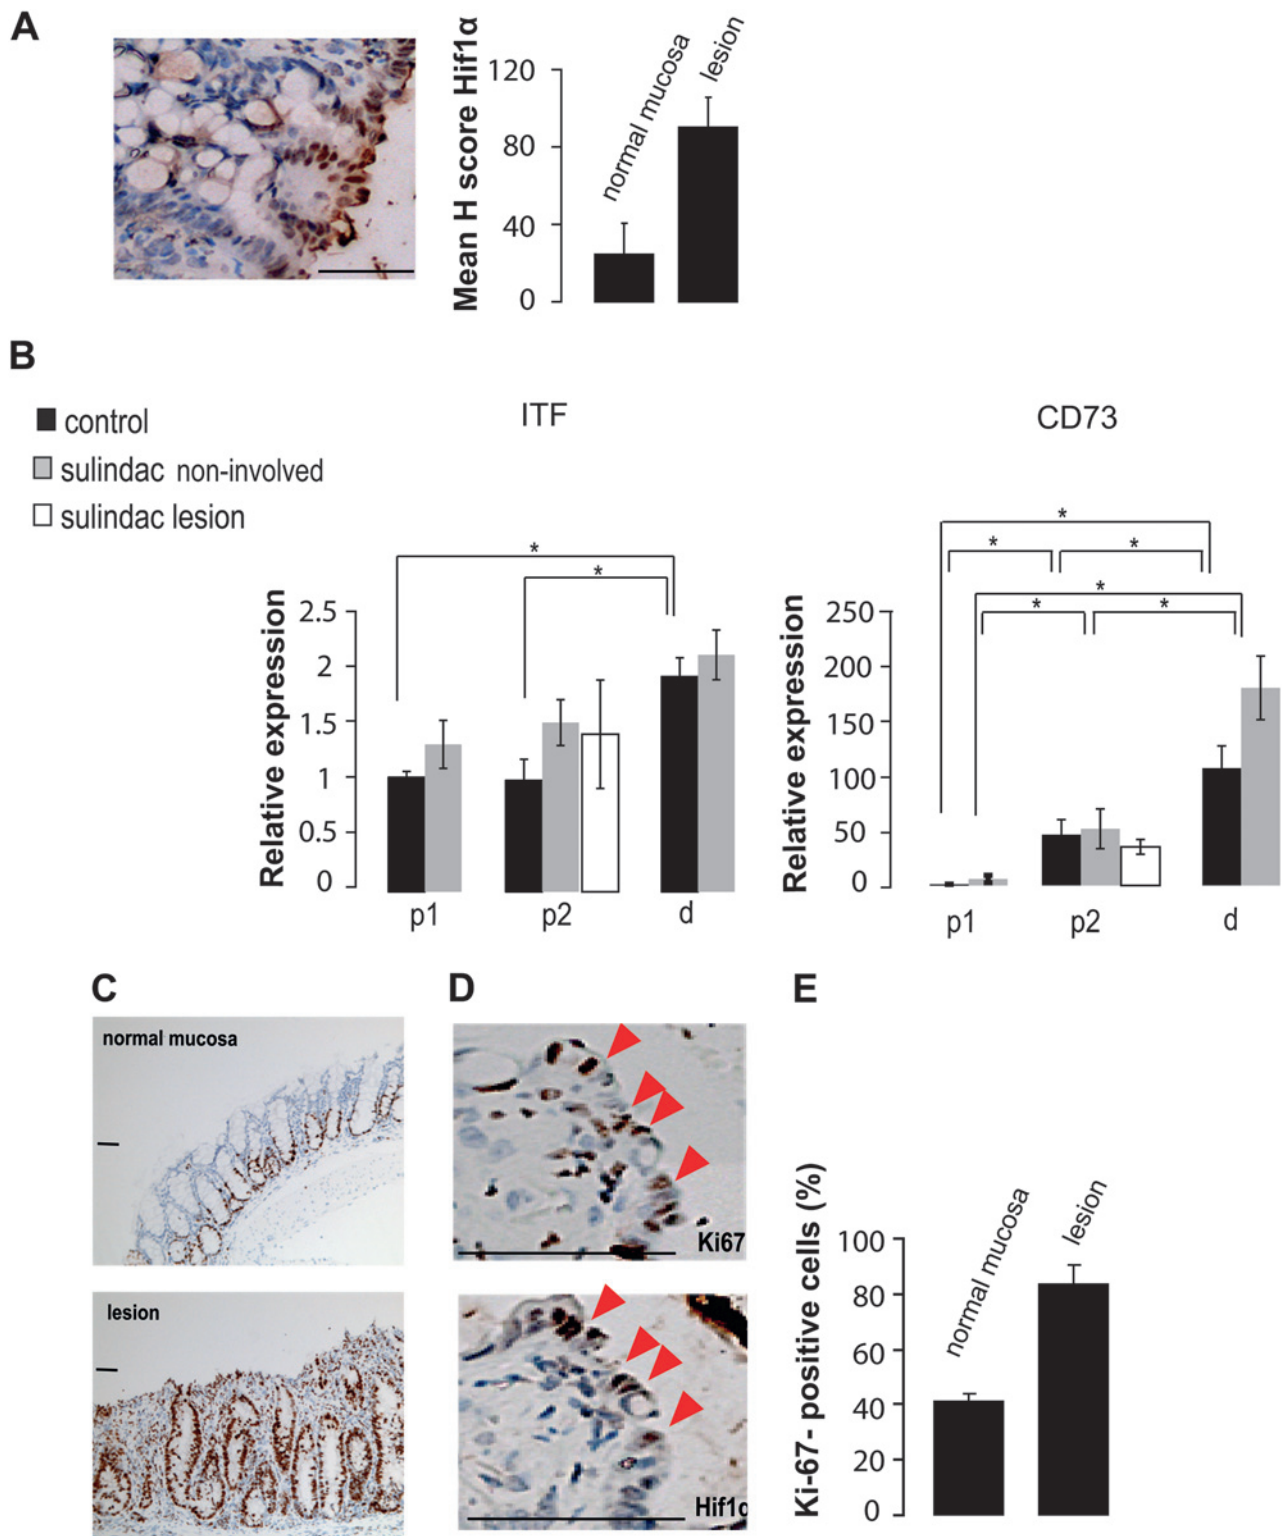 A
Mean H score Hif1α
120
80
40
0
normal mucosa
lesion
B
control
sulindac non-involved
sulindac lesion
ITF
CD73
*
*
*
*
*
*
*
*
Relative expression
2.5
2
1.5
1
0.5
0
p1
p2
d
Relative expression
250
200
150
100
50
0
p1
p2
d
C
normal mucosa
lesion
D
Ki67
Hif1α
E
Ki-67- positive cells (%)
100
80
60
40
20
0
normal mucosa
lesion